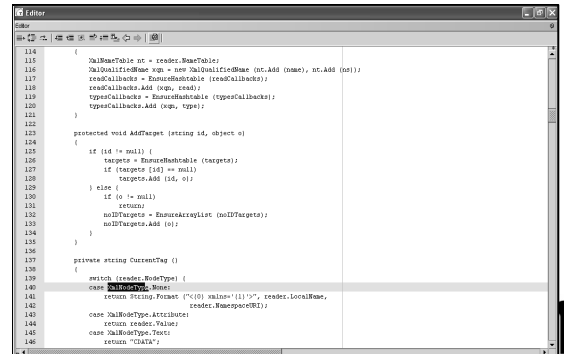 Editor
Editor
114 {
115 XmlNameTable nt = reader.NameTable;
116 XmlQualifiedName xqn = new XmlQualifiedName (nt.Add (name), nt.Add (ns));
117 readCallbacks = EnsureHashtable (readCallbacks);
118 readCallbacks.Add (xqn, read);
119 typesCallbacks = EnsureHashtable (typesCallbacks);
120 typesCallbacks.Add (xqn, type);
121 }
122
123 protected void AddTarget (string id, object o)
124 {
125 if (id != null) {
126 targets = EnsureHashtable (targets);
127 if (targets [id] == null)
128 targets.Add (id, o);
129 } else {
130 if (o != null)
131 return;
132 noIDTargets = EnsureArrayList (noIDTargets);
133 noIDTargets.Add (o);
134 }
135 }
136
137 private string CurrentTag ()
138 {
139 switch (reader.NodeType) {
140 case XmlNodeType.None:
141 return String.Format ("<{0} xmlns='{1}'>", reader.LocalName,
142 reader.NamespaceURI);
143 case XmlNodeType.Attribute:
144 return reader.Value;
145 case XmlNodeType.Text:
146 return "CDATA";